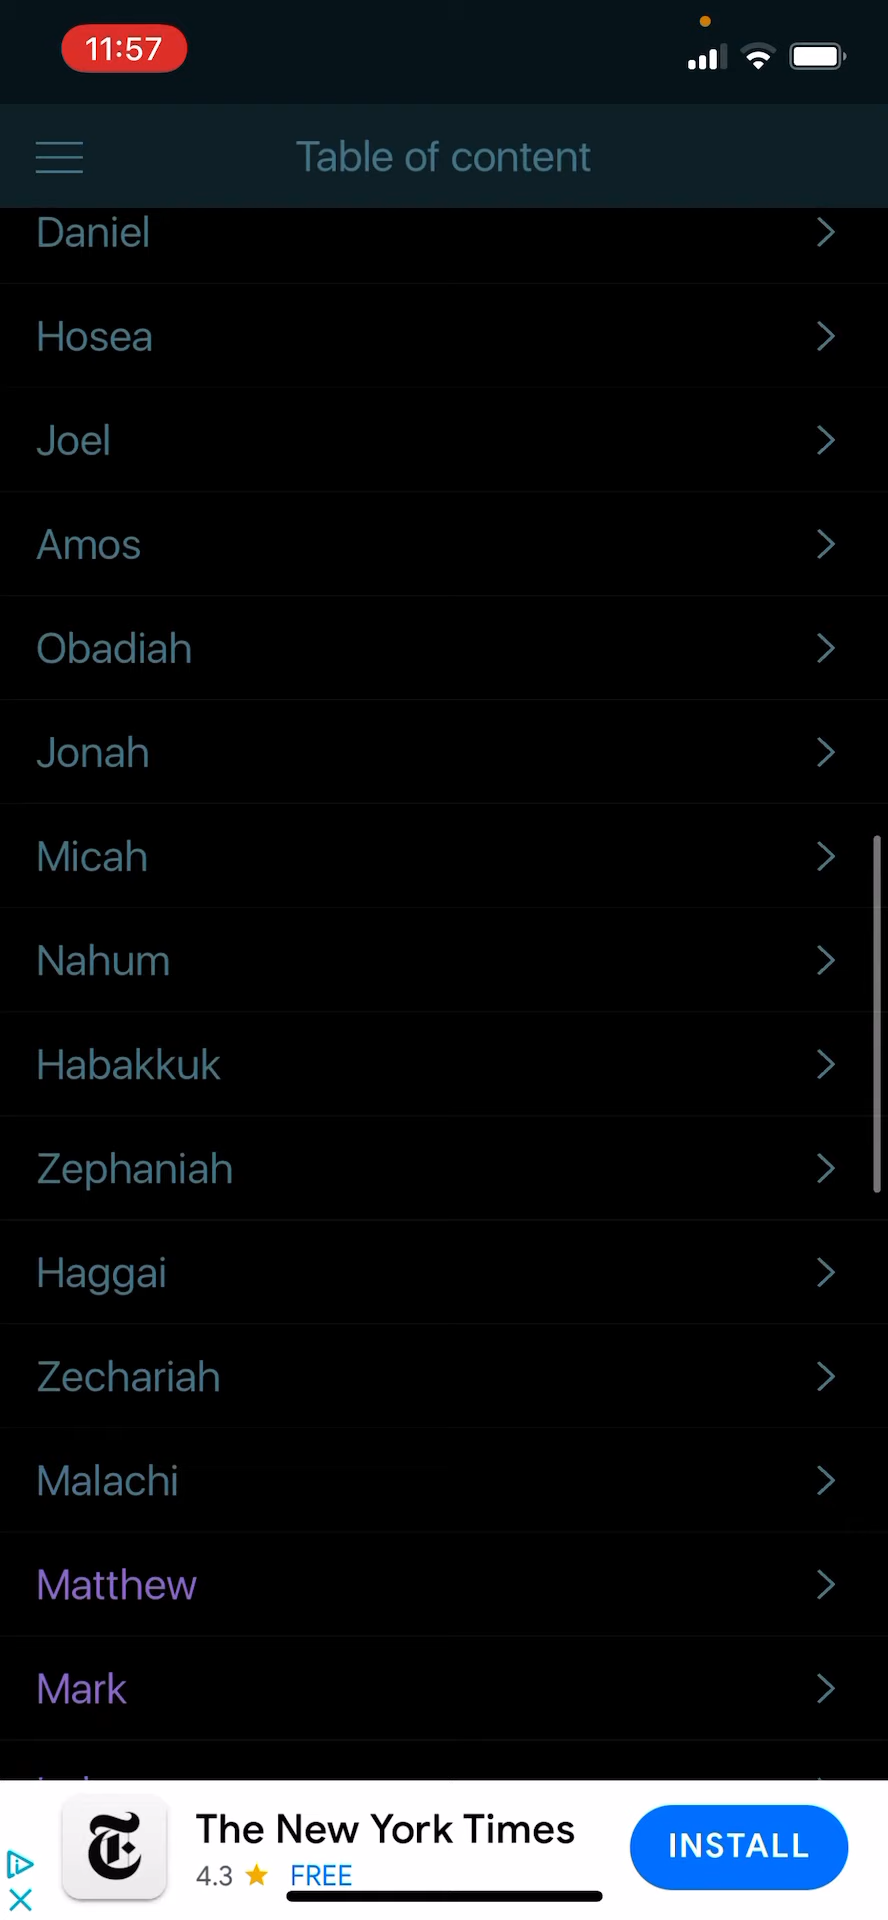 11:57
Table of content
Daniel
Hosea
Joel
Amos
Obadiah
Jonah
Micah
Nahum
Habakkuk
Zephaniah
Haggai
Zechariah
Malachi
Matthew
Mark
The New York Times
4.3 ★ FREE
INSTALL